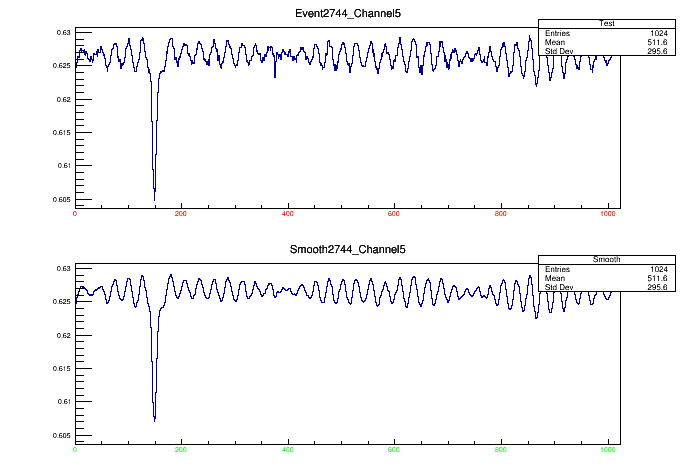 Event2744_Channel5
Test
Entries 1024
Mean 511.6
Std Dev 295.6
0.63
0.625
0.62
0.615
0.61
0.605
0 200 400 600 800 1000
Smooth2744_Channel5
Smooth
Entries 1024
Mean 511.6
Std Dev 295.6
0.63
0.625
0.62
0.615
0.61
0.605
0 200 400 600 800 1000